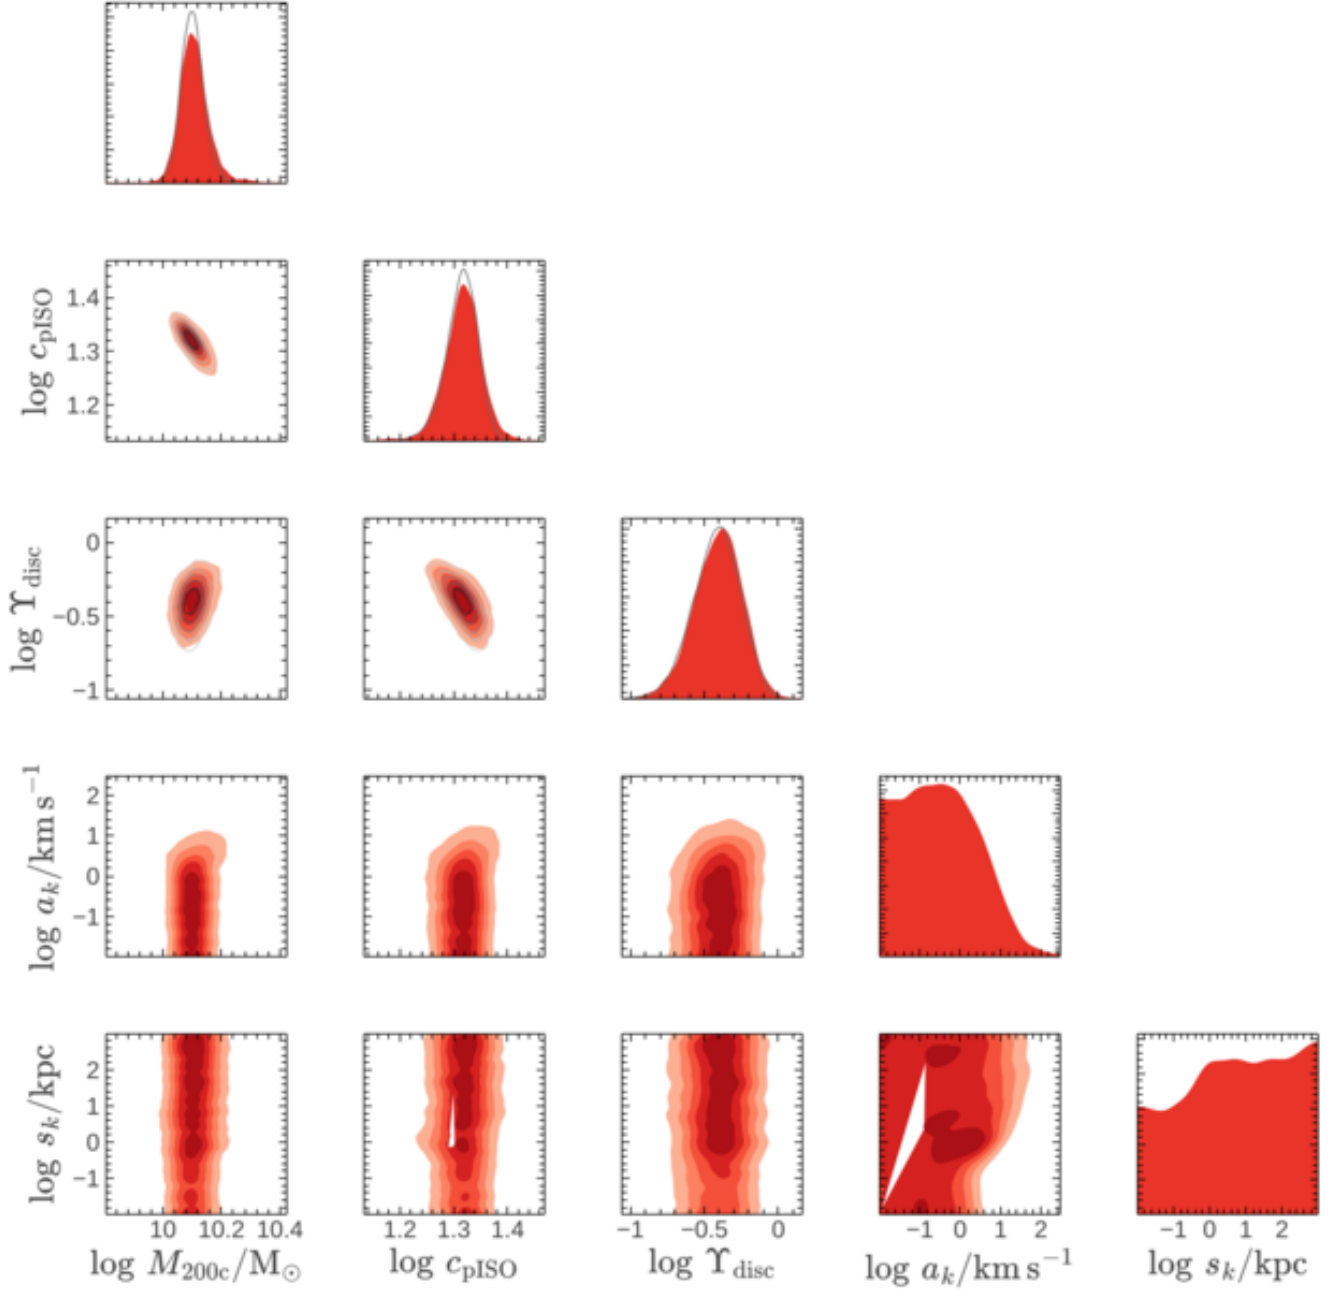 log c_pISO
1.4
1.3
1.2
log ϒ_disc
0
−0.5
−1
log a_k/km s⁻¹
2
1
0
−1
log s_k/kpc
2
1
0
−1
10 10.2 10.4 1.2 1.3 1.4 −1 −0.5 0 −1 0 1 2 −1 0 1 2
log M_200c/M_⊙ log c_pISO log ϒ_disc log a_k/km s⁻¹ log s_k/kpc